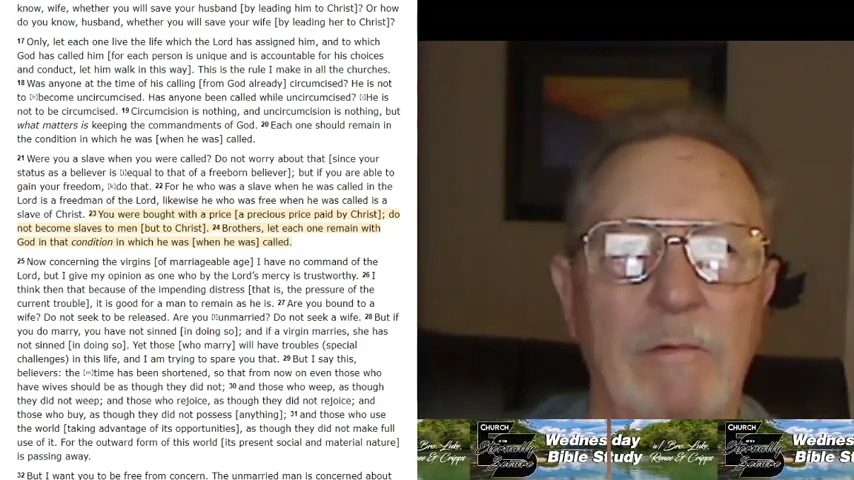 know, wife, whether you will save your husband [by leading him to Christ]? Or how
do you know, husband, whether you will save your wife [by leading her to Christ]?
17 Only, let each one live the life which the Lord has assigned him, and to which
God has called him [for each person is unique and is accountable for his choices
and conduct, let him walk in this way]. This is the rule I make in all the churches.
18 Was anyone at the time of his calling [from God already] circumcised? He is not
to become uncircumcised. Has anyone been called while uncircumcised? He is
not to be circumcised. 19 Circumcision is nothing, and uncircumcision is nothing, but
what matters is keeping the commandments of God. 20 Each one should remain in
the condition in which he was [when he was] called.
21 Were you a slave when you were called? Do not worry about that [since your
status as a believer is equal to that of a freeborn believer]; but if you are able to
gain your freedom, do that. 22 For he who was a slave when he was called in the
Lord is a freedman of the Lord, likewise he who was free when he was called is a
slave of Christ. 23 You were bought with a price [a precious price paid by Christ]; do
not become slaves to men [but to Christ]. 24 Brothers, let each one remain with
God in that condition in which he was [when he was] called.
25 Now concerning the virgins [of marriageable age] I have no command of the
Lord, but I give my opinion as one who by the Lord's mercy is trustworthy. 26 I
think then that because of the impending distress [that is, the pressure of the
current trouble], it is good for a man to remain as he is. 27 Are you bound to a
wife? Do not seek to be released. Are you unmarried? Do not seek a wife. 28 But if
you do marry, you have not sinned [in doing so]; and if a virgin marries, she has
not sinned [in doing so]. Yet those [who marry] will have troubles (special
challenges) in this life, and I am trying to spare you that. 29 But I say this,
believers: the [m]time has been shortened, so that from now on even those who
have wives should be as though they did not; 30 and those who weep, as though
they did not weep; and those who rejoice, as though they did not rejoice; and
those who buy, as though they did not possess [anything]; 31 and those who use
the world [taking advantage of its opportunities], as though they did not make full
use of it. For the outward form of this world [its present social and material nature]
is passing away.
32 But I want you to be free from concern. The unmarried man is concerned about
Bro. Luke,
Renee & Cripps
CHURCH
OF THE
Eternally
Secure
Wednesday
Bible Study
w/ Bro. Luke,
Renee & Cripps
CHURCH
OF THE
Eternally
Secure
Wednes
Bible St